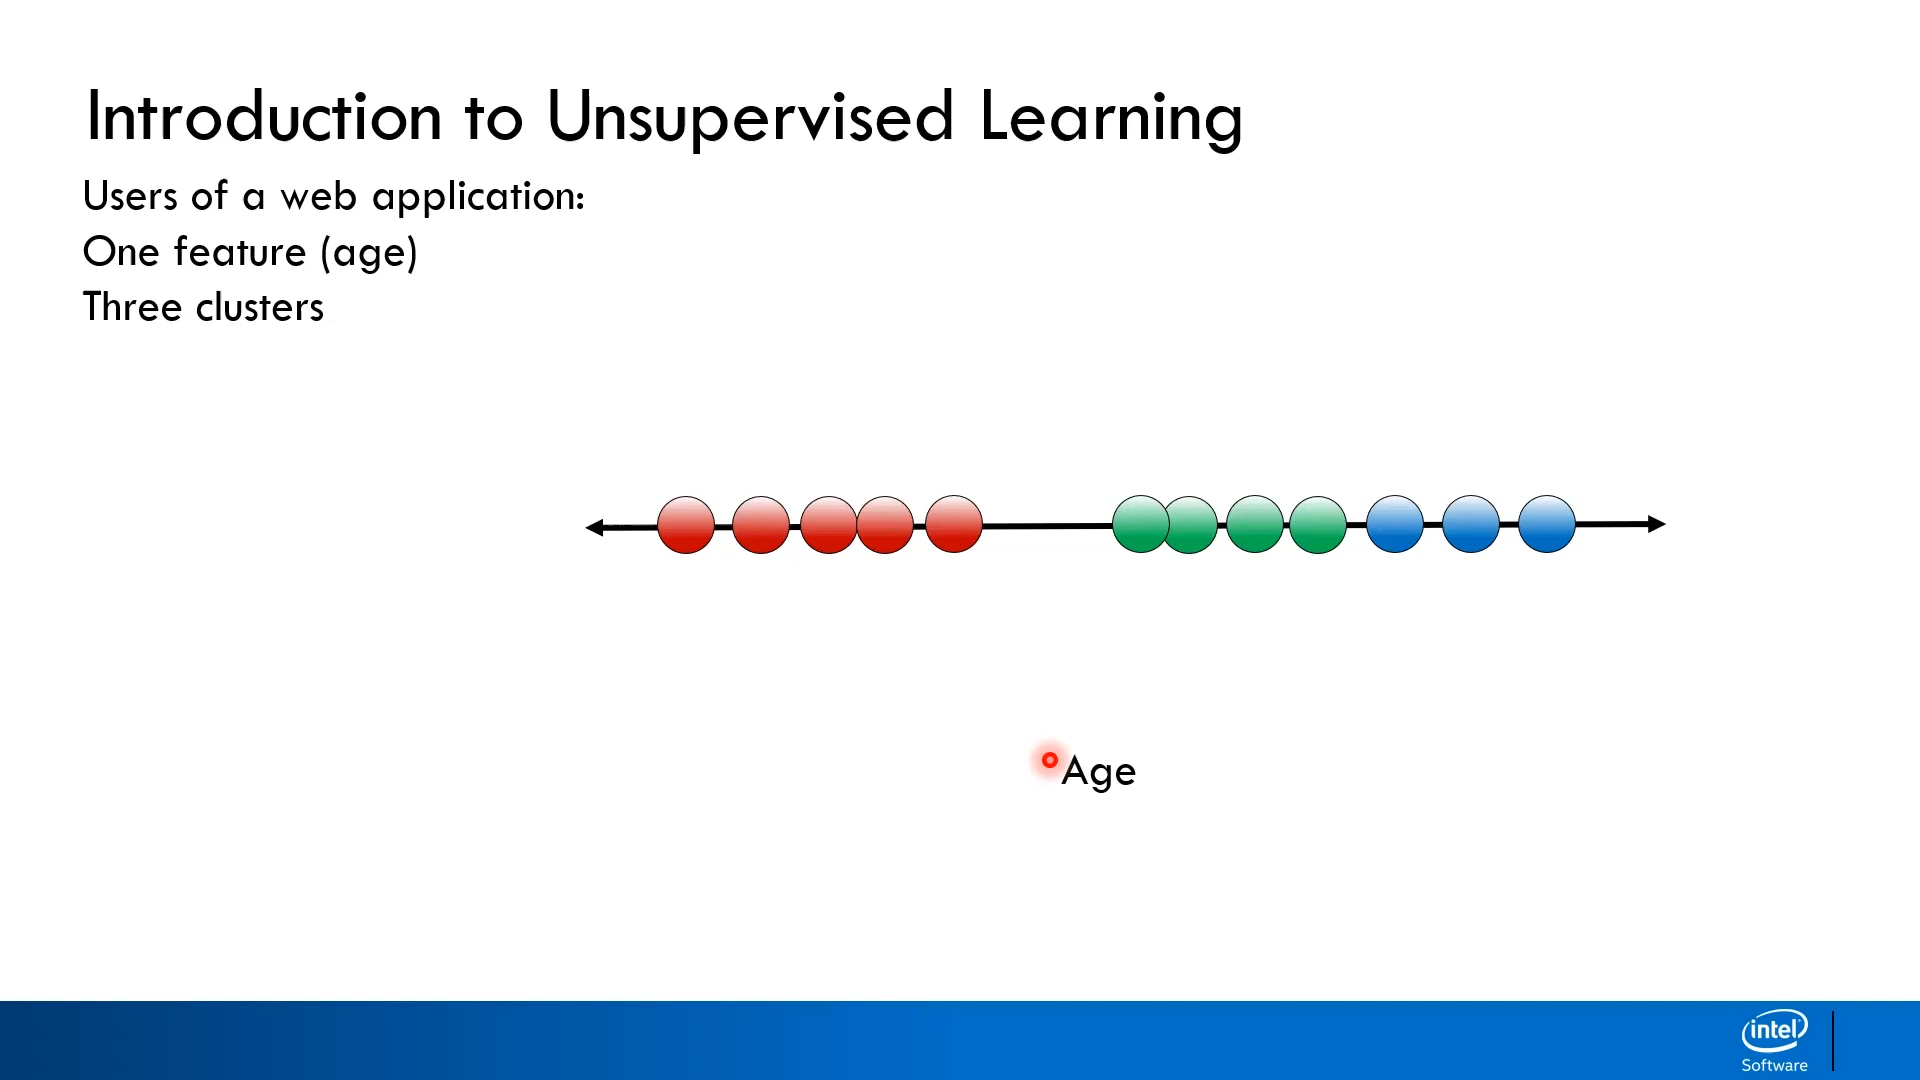 Introduction to Unsupervised Learning
Users of a web application:
One feature (age)
Three clusters
Age
intel
Software